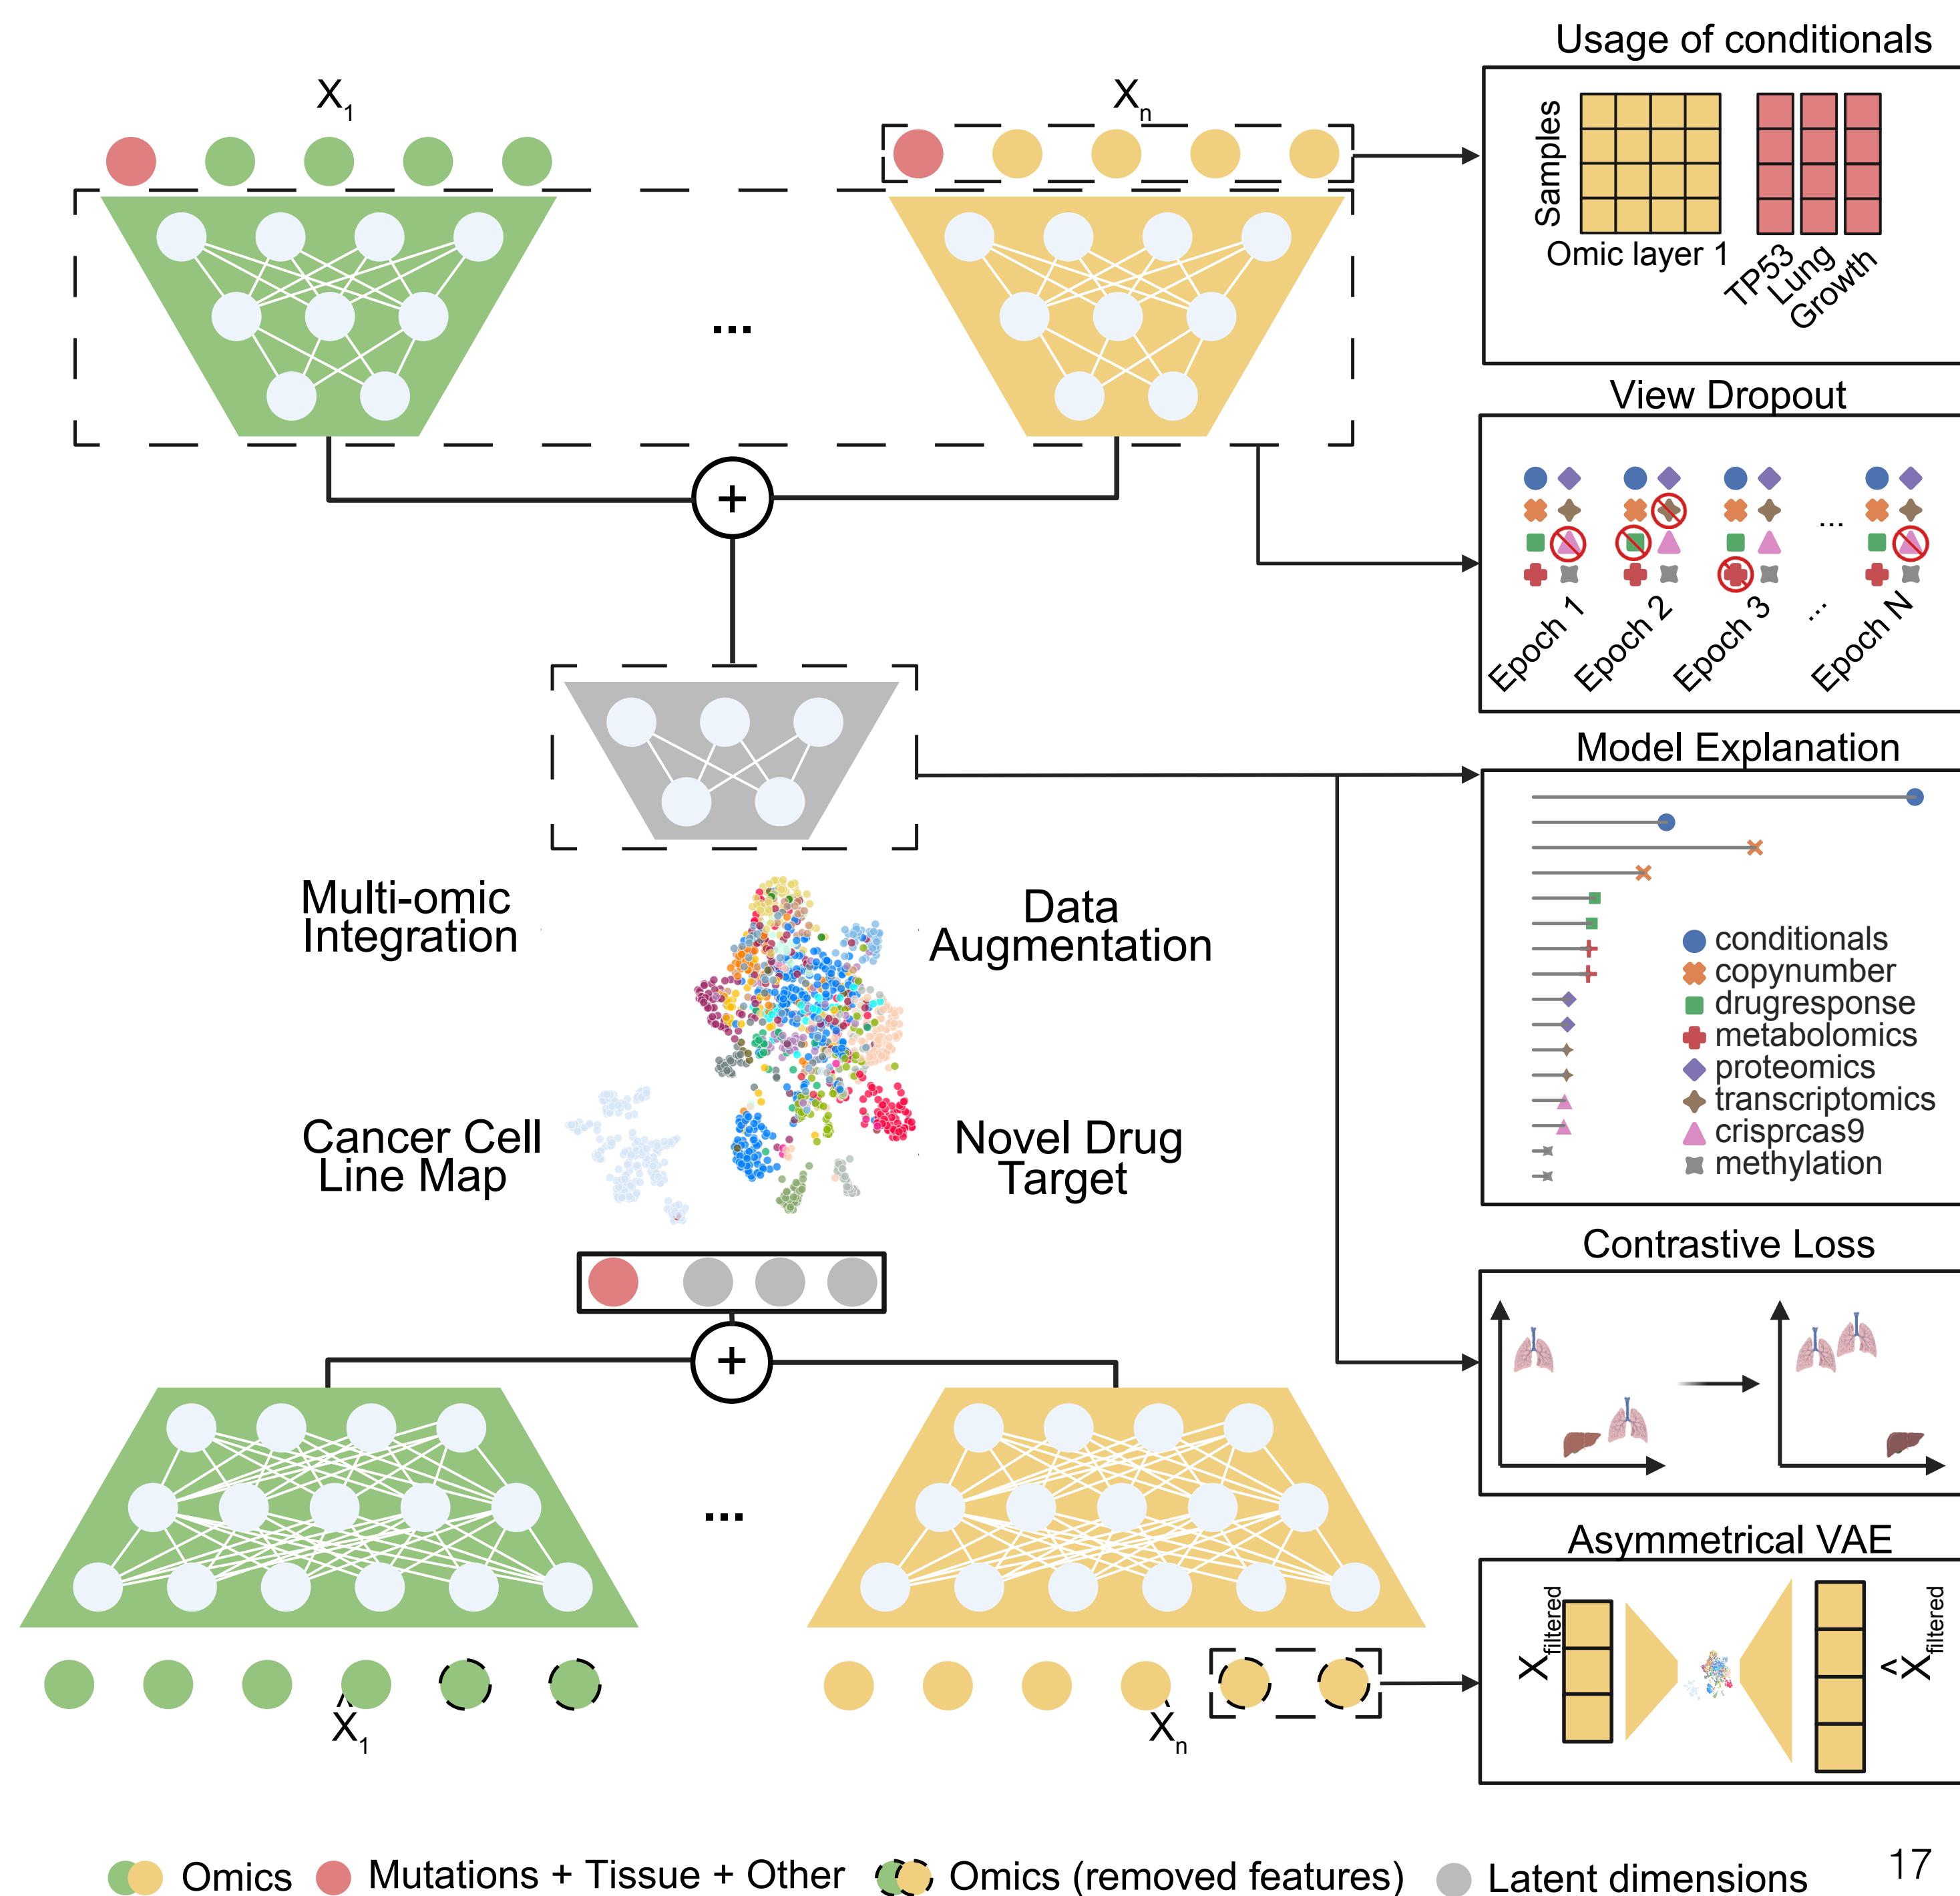 Usage of conditionals
X1
Xn
Samples
Omic layer 1
TP53
Lung
Growth
...
View Dropout
+
...
Epoch 1
Epoch 2
Epoch 3
...
Epoch N
Model Explanation
Multi-omic
Integration
Data
Augmentation
conditionals
copynumber
drugresponse
metabolomics
proteomics
transcriptomics
crisprcas9
methylation
Cancer Cell
Line Map
Novel Drug
Target
Contrastive Loss
+
...
Asymmetrical VAE
Xfiltered
X̂filtered
X̂1
X̂n
Omics
Mutations + Tissue + Other
Omics (removed features)
Latent dimensions
17